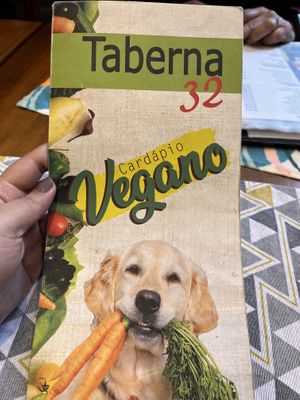 Taberna
32
Cardápio
Vegano